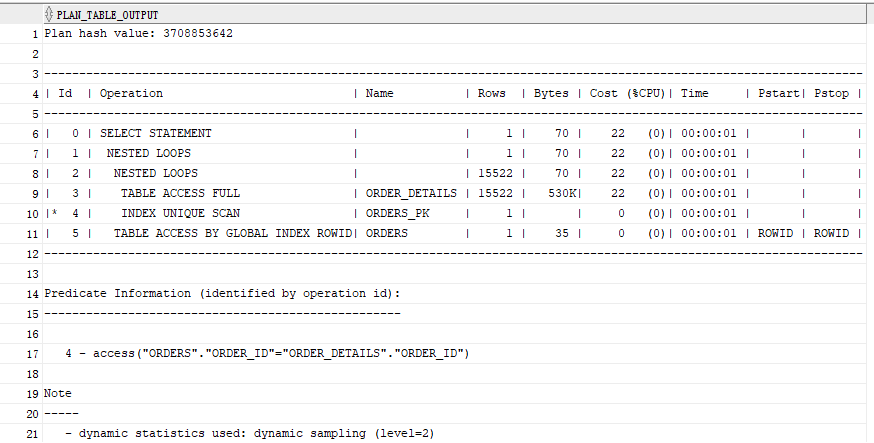 PLAN_TABLE_OUTPUT
1 Plan hash value: 3708853642
2
3 ---------------------------------------------------------------------------------------------------------------------
4 | Id  | Operation                           | Name          | Rows  | Bytes | Cost (%CPU)| Time     | Pstart| Pstop |
5 ---------------------------------------------------------------------------------------------------------------------
6 |   0 | SELECT STATEMENT                    |               |     1 |    70 |    22   (0)| 00:00:01 |       |       |
7 |   1 |  NESTED LOOPS                       |               |     1 |    70 |    22   (0)| 00:00:01 |       |       |
8 |   2 |   NESTED LOOPS                      |               | 15522 |    70 |    22   (0)| 00:00:01 |       |       |
9 |   3 |    TABLE ACCESS FULL                | ORDER_DETAILS | 15522 |   530K|    22   (0)| 00:00:01 |       |       |
10 |*  4 |    INDEX UNIQUE SCAN                | ORDERS_PK     |     1 |       |     0   (0)| 00:00:01 |       |       |
11 |   5 |   TABLE ACCESS BY GLOBAL INDEX ROWID| ORDERS        |     1 |    35 |     0   (0)| 00:00:01 | ROWID | ROWID |
12 ---------------------------------------------------------------------------------------------------------------------
13
14 Predicate Information (identified by operation id):
15 ---------------------------------------------------
16
17    4 - access("ORDERS"."ORDER_ID"="ORDER_DETAILS"."ORDER_ID")
18
19 Note
20 -----
21    - dynamic statistics used: dynamic sampling (level=2)